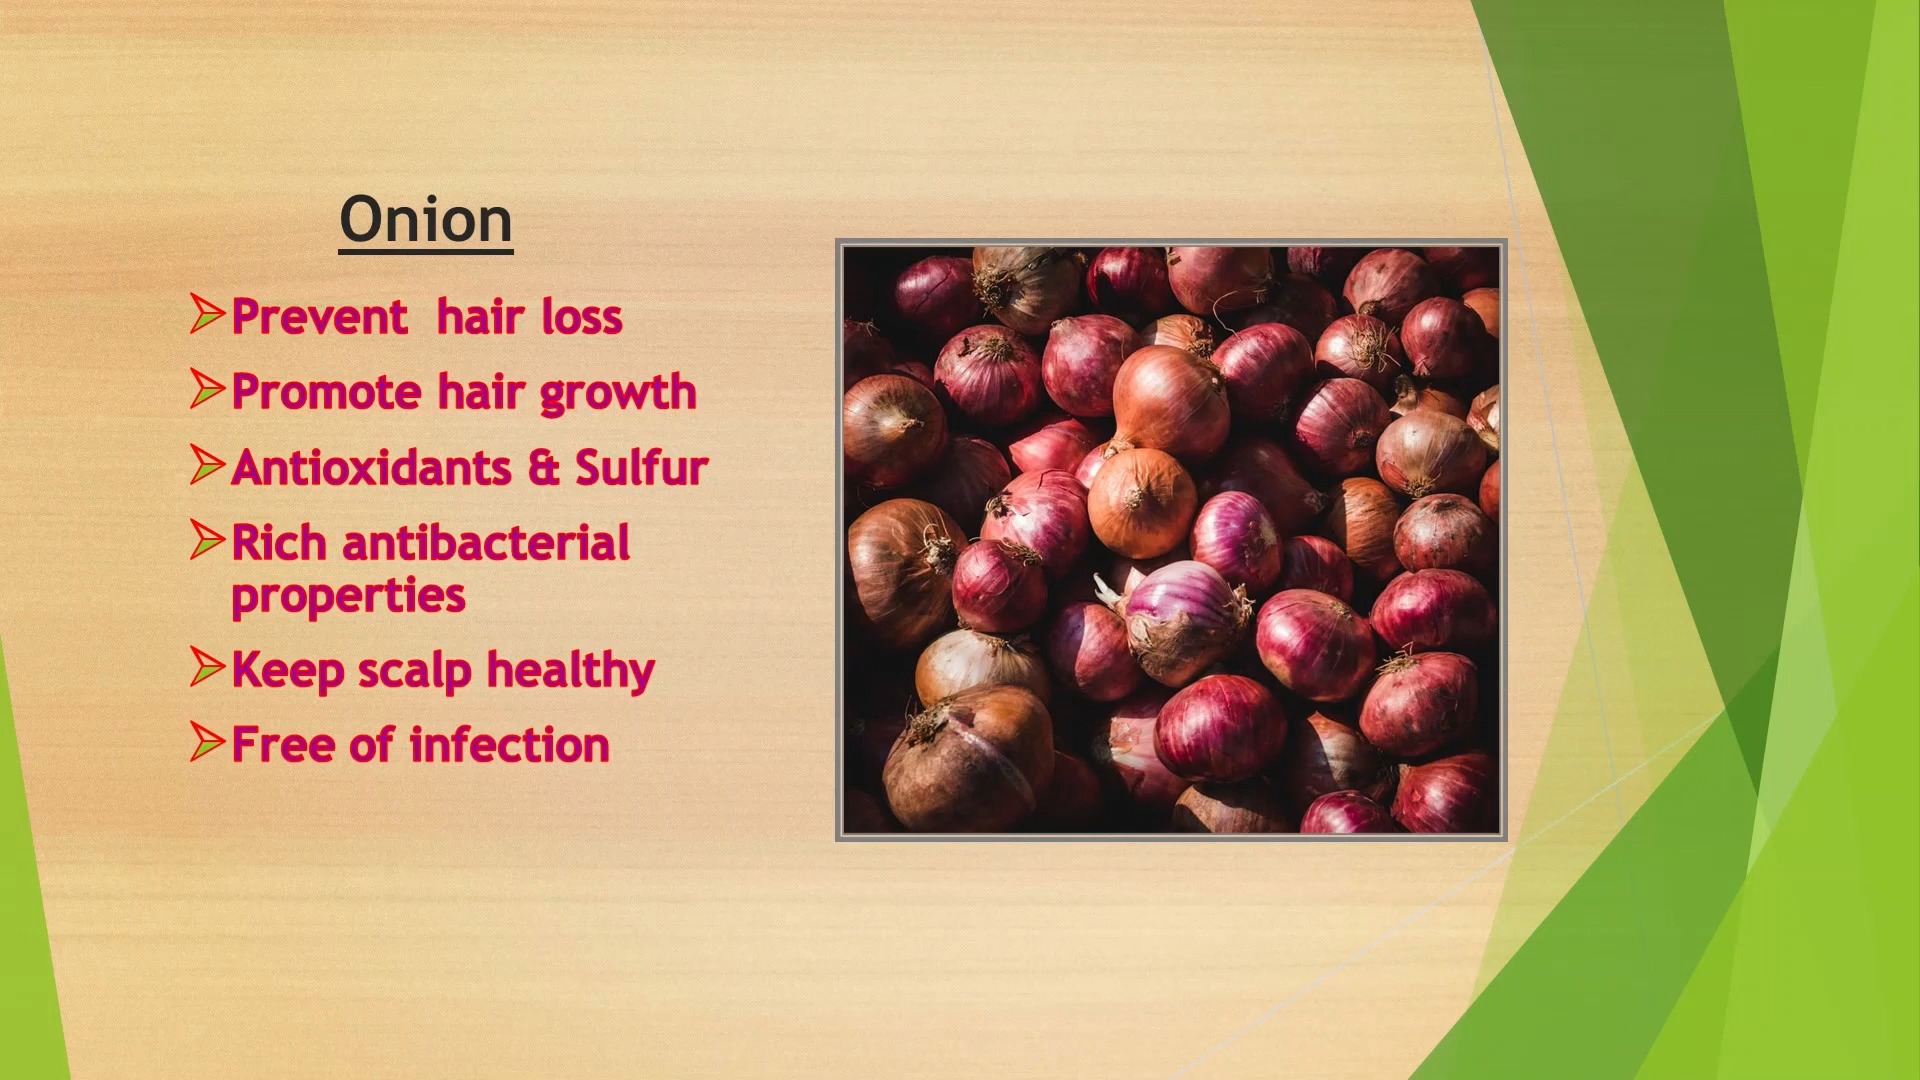 Onion
Prevent  hair loss
Promote hair growth
Antioxidants & Sulfur
Rich antibacterial
properties
Keep scalp healthy
Free of infection